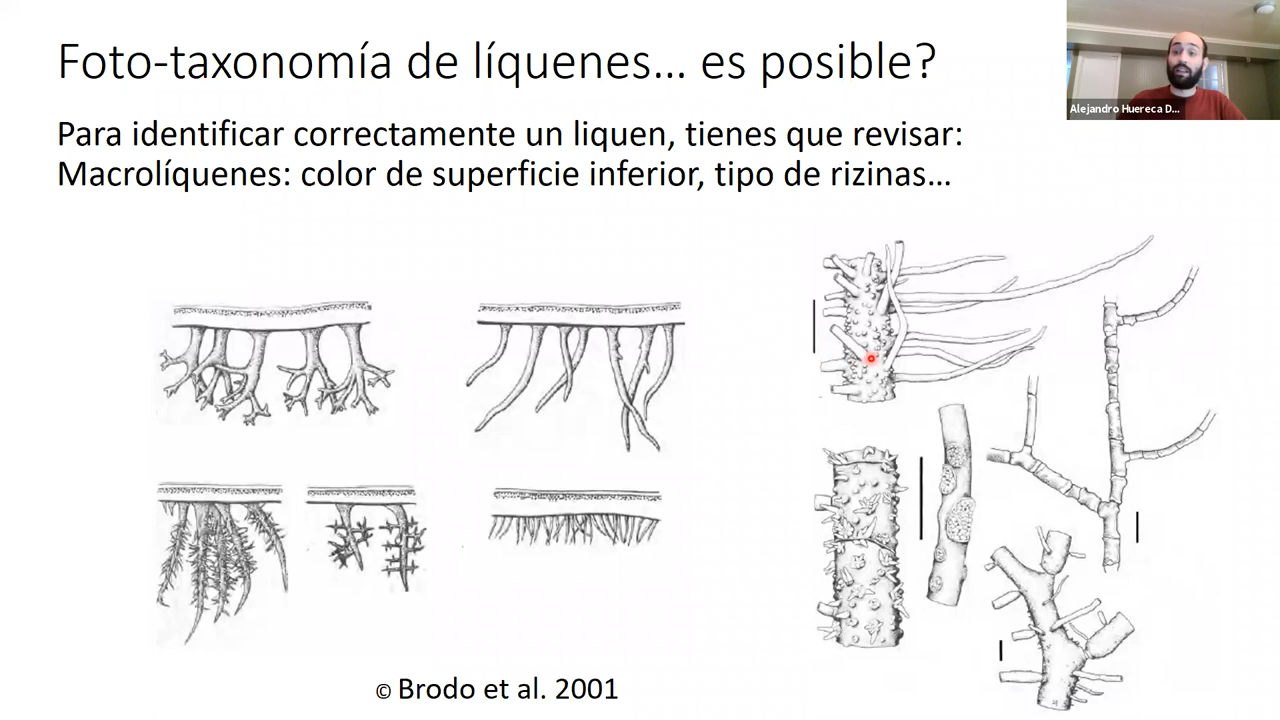 Foto-taxonomía de líquenes... es posible?
Alejandro Huereca D...
Para identificar correctamente un liquen, tienes que revisar:
Macrolíquenes: color de superficie inferior, tipo de rizinas...
© Brodo et al. 2001